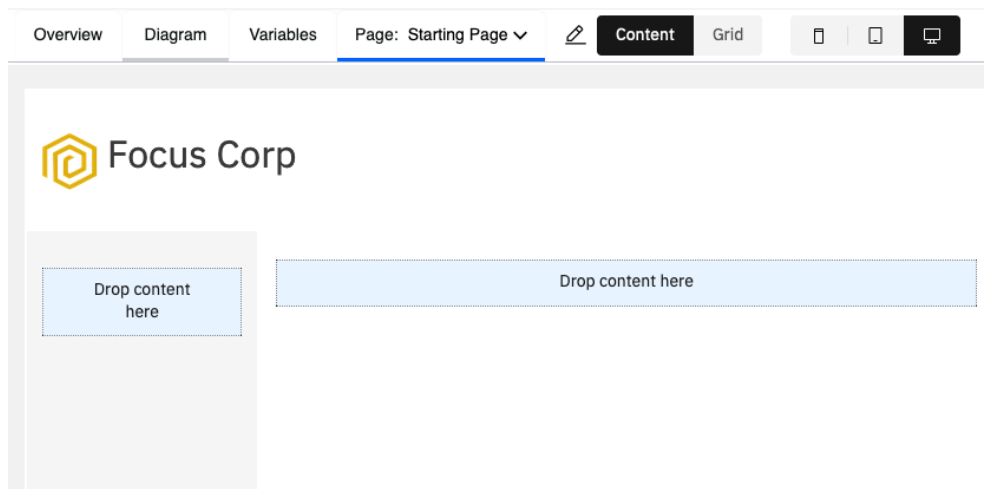 Overview Diagram Variables Page: Starting Page Content Grid
Focus Corp
Drop content
here
Drop content here